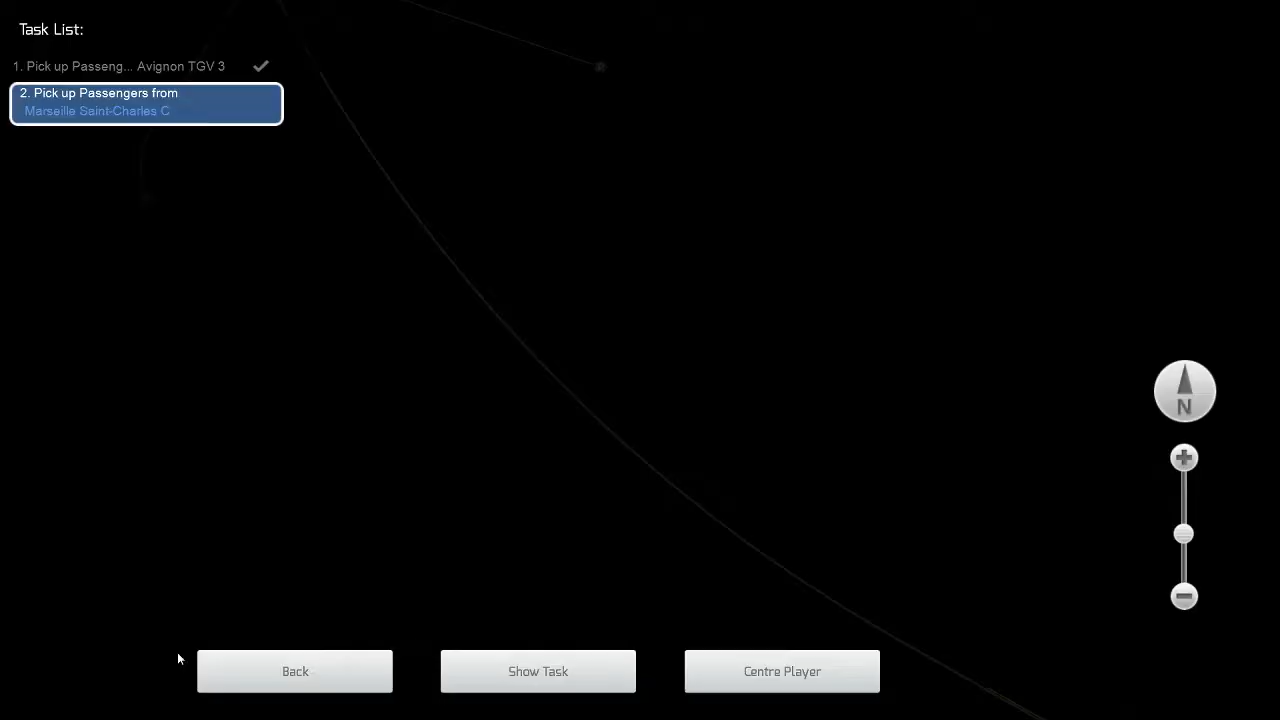 Task List:
1. Pick up Passeng... Avignon TGV 3
2. Pick up Passengers from
Marseille Saint-Charles C
N
Back
Show Task
Centre Player